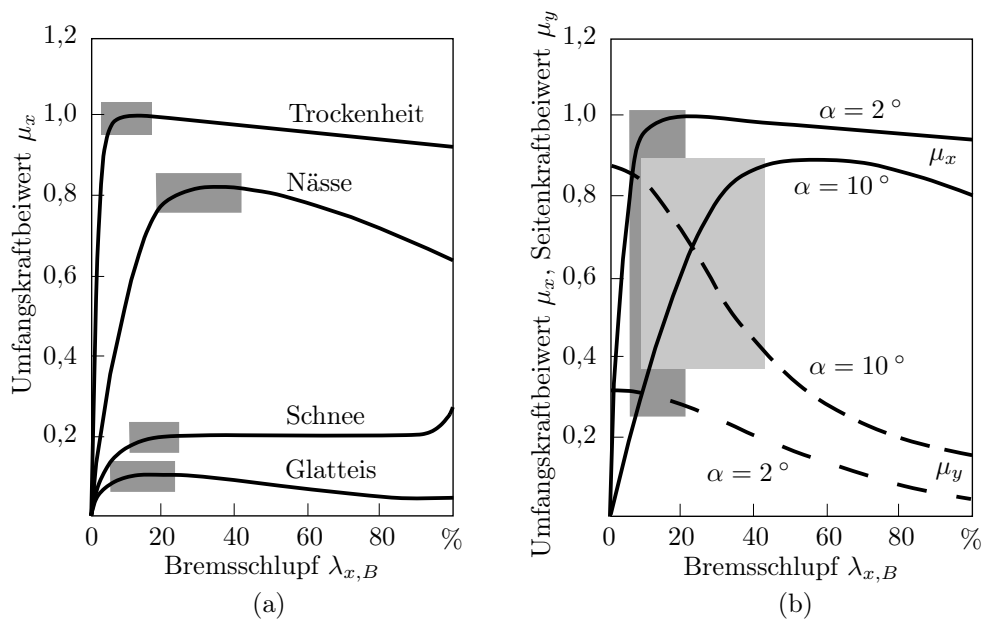 Umfangskraftbeiwert μx
1,2
1,0
0,8
0,6
0,4
0,2
Trockenheit
Nässe
Schnee
Glatteis
0 20 40 60 80 %
Bremsschlupf λx,B
(a)
Umfangskraftbeiwert μx, Seitenkraftbeiwert μy
1,2
1,0
0,8
0,6
0,4
0,2
α = 2 °
μx
α = 10 °
α = 10 °
α = 2 °
μy
0 20 40 60 80 %
Bremsschlupf λx,B
(b)